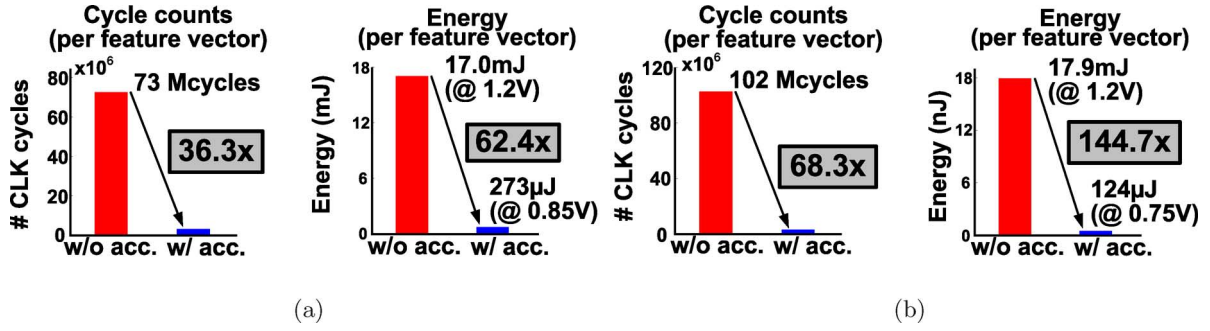 Cycle counts
(per feature vector)
# CLK cycles
x10⁶
80
60
40
20
0
73 Mcycles
36.3x
w/o acc.
w/ acc.
Energy
(per feature vector)
Energy (mJ)
18
12
6
0
17.0mJ
(@ 1.2V)
62.4x
273µJ
(@ 0.85V)
w/o acc.
w/ acc.
(a)
Cycle counts
(per feature vector)
# CLK cycles
x10⁶
120
80
40
0
102 Mcycles
68.3x
w/o acc.
w/ acc.
Energy
(per feature vector)
Energy (nJ)
18
12
6
0
17.9mJ
(@ 1.2V)
144.7x
124µJ
(@ 0.75V)
w/o acc.
w/ acc.
(b)